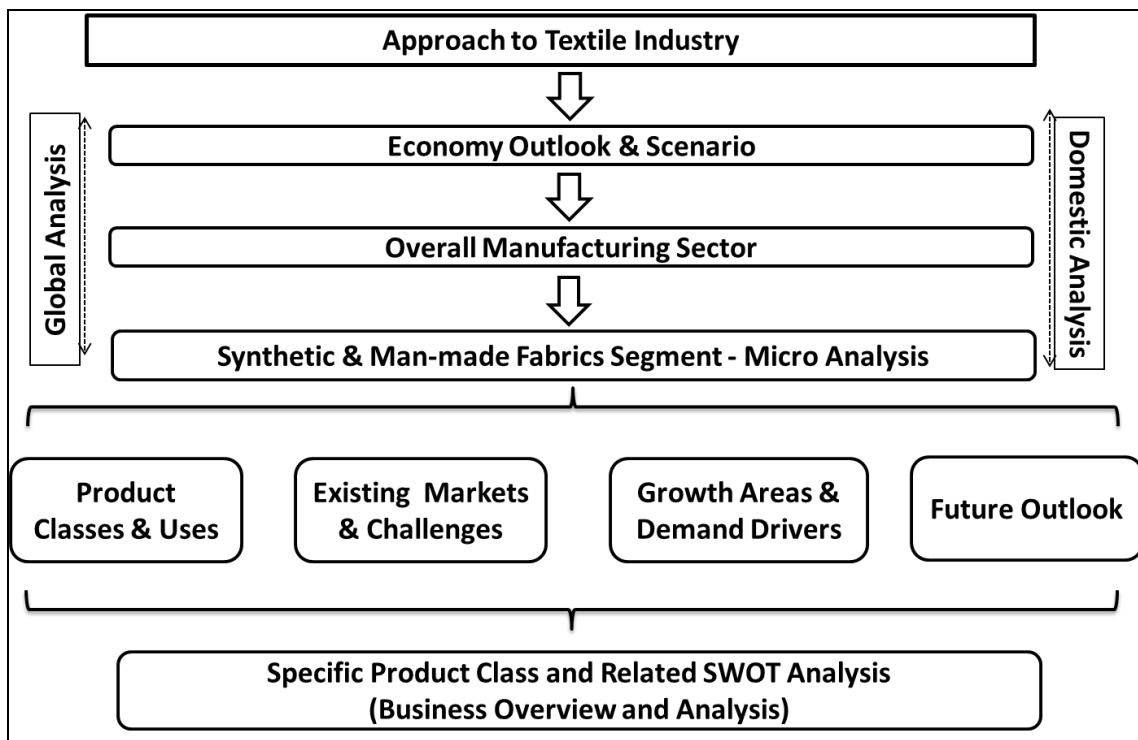 Approach to Textile Industry
Global Analysis
Domestic Analysis
Economy Outlook & Scenario
Overall Manufacturing Sector
Synthetic & Man-made Fabrics Segment - Micro Analysis
Product
Classes & Uses
Existing Markets
& Challenges
Growth Areas &
Demand Drivers
Future Outlook
Specific Product Class and Related SWOT Analysis
(Business Overview and Analysis)